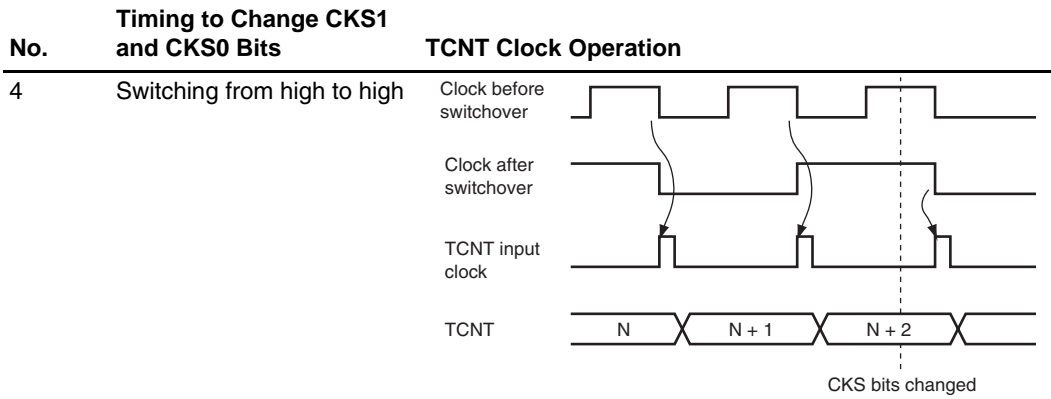 Timing to Change CKS1
No. and CKS0 Bits TCNT Clock Operation
4 Switching from high to high
Clock before
switchover
Clock after
switchover
TCNT input
clock
TCNT N N + 1 N + 2
CKS bits changed